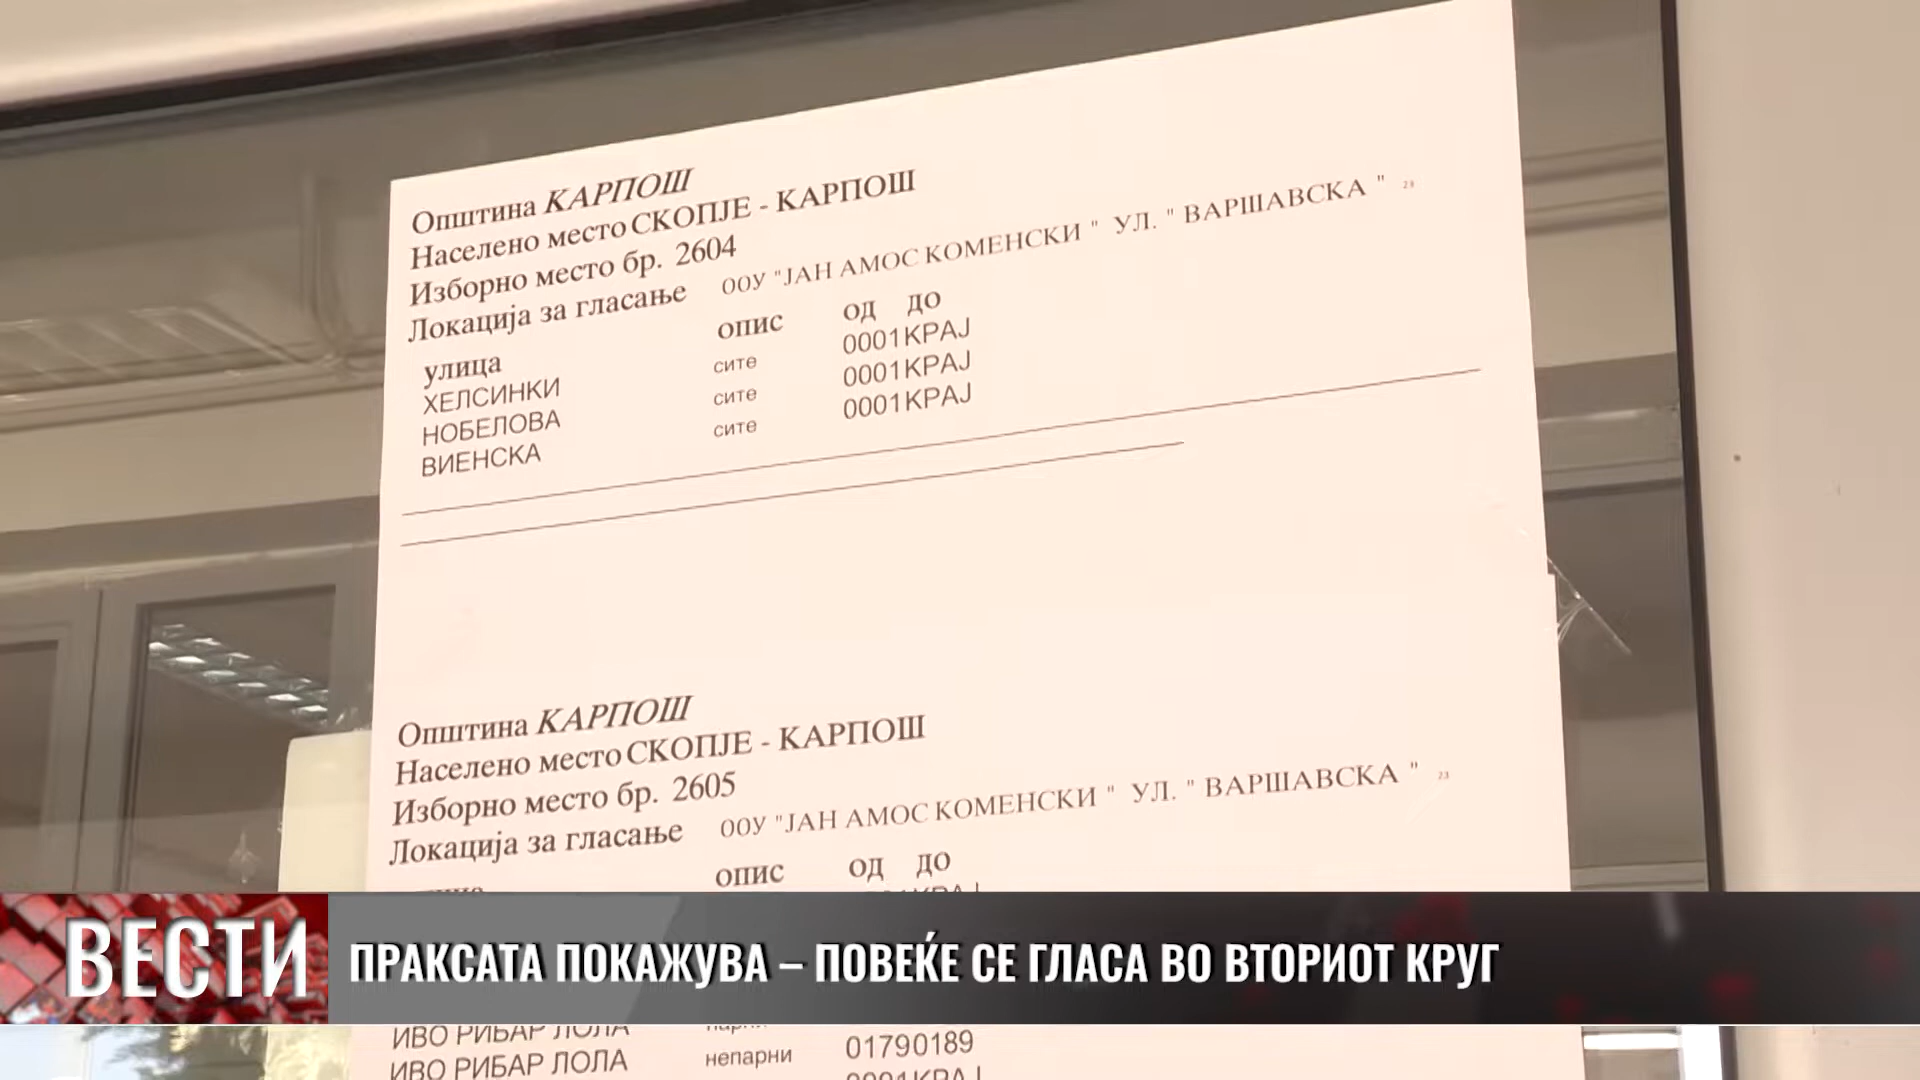 Општина КАРПОШ
Населено место СКОПЈЕ - КАРПОШ
Изборно место бр. 2604
Локација за гласање ООУ "ЈАН АМОС КОМЕНСКИ " УЛ. " ВАРШАВСКА " 23
улица опис од до
ХЕЛСИНКИ сите 0001КРАЈ
НОБЕЛОВА сите 0001КРАЈ
ВИЕНСКА сите 0001КРАЈ
Општина КАРПОШ
Населено место СКОПЈЕ - КАРПОШ
Изборно место бр. 2605
Локација за гласање ООУ "ЈАН АМОС КОМЕНСКИ " УЛ. " ВАРШАВСКА " 23
опис од до
ВЕСТИ
ПРАКСАТА ПОКАЖУВА – ПОВЕЌЕ СЕ ГЛАСА ВО ВТОРИОТ КРУГ
ИВО РИБАР ЛОЛА
ИВО РИБАР ЛОЛА непарни 01790189